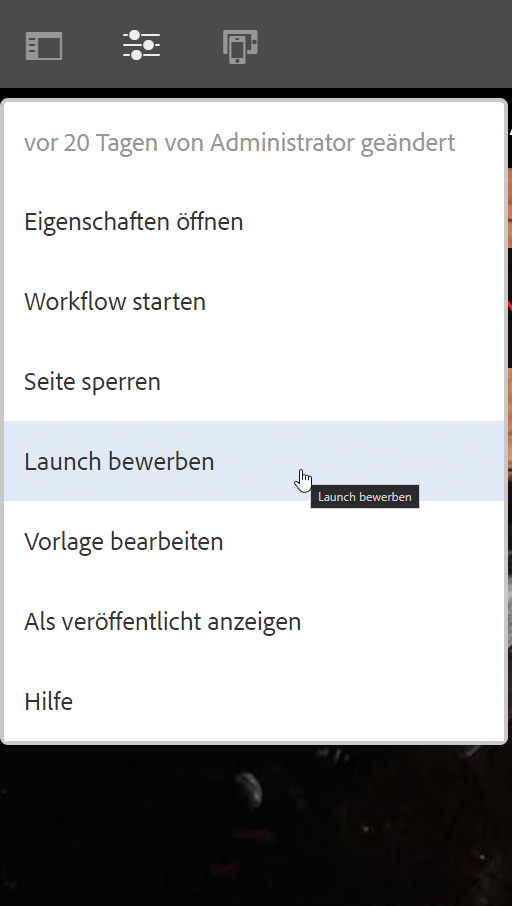 vor 20 Tagen von Administrator geändert
Eigenschaften öffnen
Workflow starten
Seite sperren
Launch bewerben
Launch bewerben
Vorlage bearbeiten
Als veröffentlicht anzeigen
Hilfe